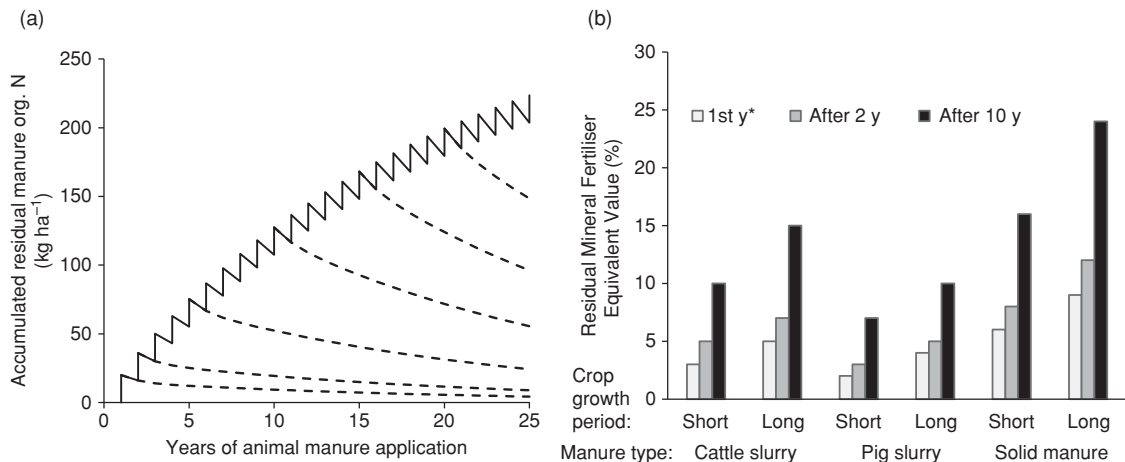 (a)
250
200
150
100
50
0
Accumulated residual manure org. N
(kg ha⁻¹)
0 5 10 15 20 25
Years of animal manure application
(b)
30
25
20
15
10
5
0
Residual Mineral Fertiliser
Equivalent Value (%)
1st y* After 2 y After 10 y
Crop
growth
period: Short Long Short Long Short Long
Manure type: Cattle slurry Pig slurry Solid manure